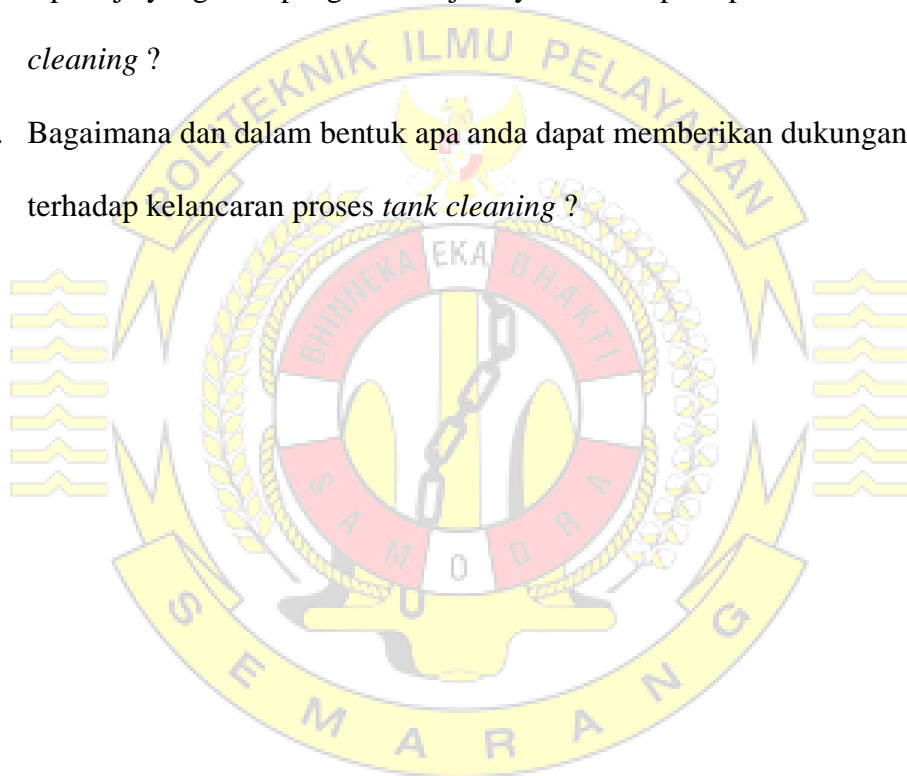 cleaning ?
. Bagaimana dan dalam bentuk apa anda dapat memberikan dukungan
terhadap kelancaran proses tank cleaning ?
POLITEKNIK ILMU PELAYARAN
BHINNEKA EKA BHAKTI
SAMODRA
SEMARANG